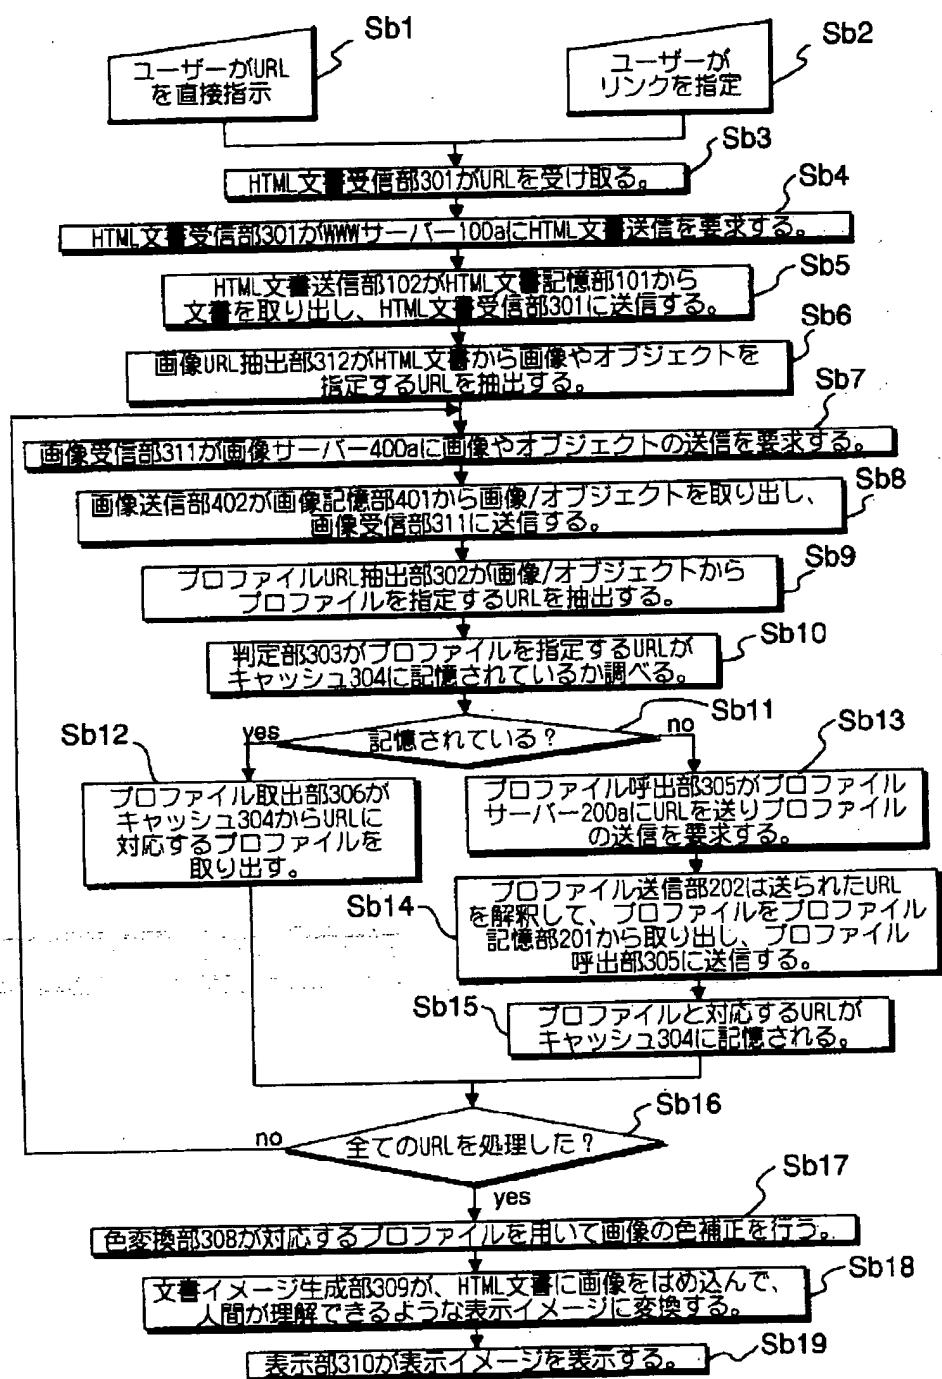 Sb1
ユーザーがURL
を直接指示
Sb2
ユーザーが
リンクを指定
Sb3
HTML文書受信部301がURLを受け取る。
Sb4
HTML文書受信部301がWWWサーバー100aにHTML文書送信を要求する。
Sb5
HTML文書送信部102がHTML文書記憶部101から
文書を取り出し、HTML文書受信部301に送信する。
Sb6
画像URL抽出部312がHTML文書から画像やオブジェクトを
指定するURLを抽出する。
Sb7
画像受信部311が画像サーバー400aに画像やオブジェクトの送信を要求する。
Sb8
画像送信部402が画像記憶部401から画像/オブジェクトを取り出し、
画像受信部311に送信する。
Sb9
プロファイルURL抽出部302が画像/オブジェクトから
プロファイルを指定するURLを抽出する。
Sb10
判定部303がプロファイルを指定するURLが
キャッシュ304に記憶されているか調べる。
Sb11
記憶されている?
yes
no
Sb12
プロファイル取出部306が
キャッシュ304からURLに
対応するプロファイルを
取り出す。
Sb13
プロファイル呼出部305がプロファイル
サーバー200aにURLを送りプロファイル
の送信を要求する。
Sb14
プロファイル送信部202は送られたURL
を解釈して、プロファイルをプロファイル
記憶部201から取り出し、プロファイル
呼出部305に送信する。
Sb15
プロファイルと対応するURLが
キャッシュ304に記憶される。
Sb16
全てのURLを処理した?
no
yes
Sb17
色変換部308が対応するプロファイルを用いて画像の色補正を行う。
Sb18
文書イメージ生成部309が、HTML文書に画像をはめ込んで、
人間が理解できるような表示イメージに変換する。
Sb19
表示部310が表示イメージを表示する。